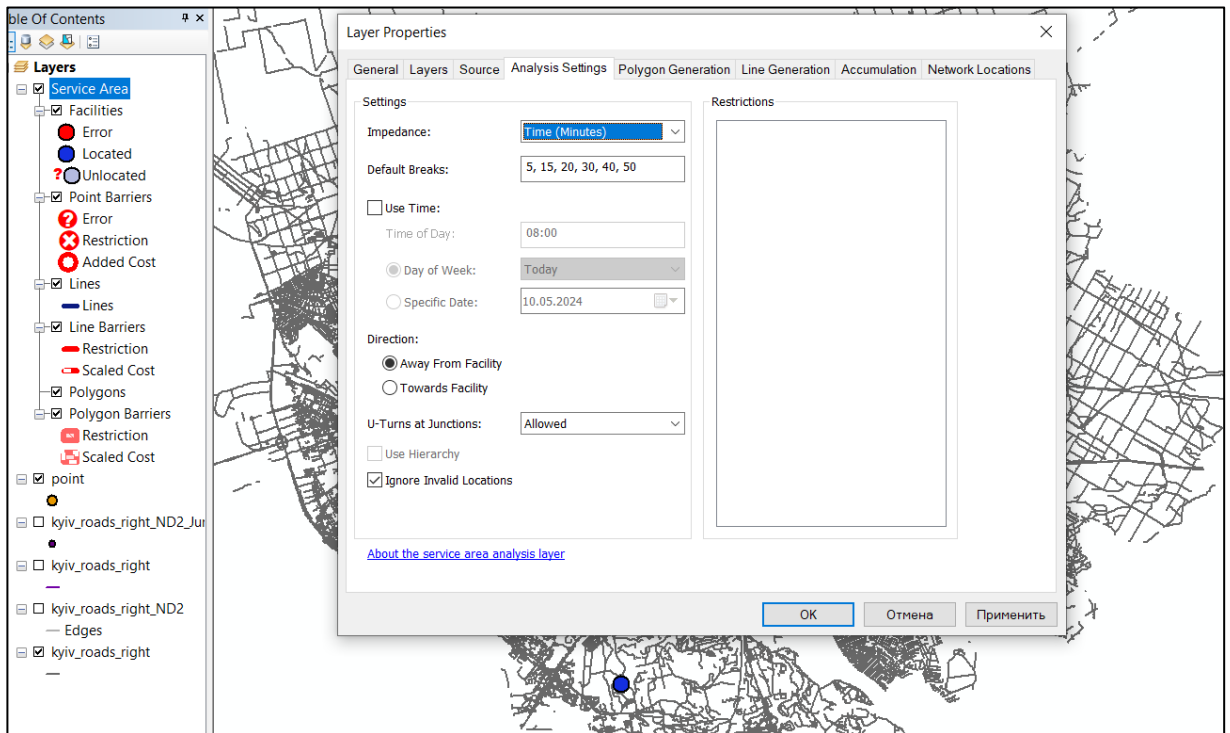 ble Of Contents
Layers
Service Area
Facilities
Error
Located
Unlocated
Point Barriers
Error
Restriction
Added Cost
Lines
Lines
Line Barriers
Restriction
Scaled Cost
Polygons
Polygon Barriers
Restriction
Scaled Cost
point
kyiv_roads_right_ND2_Jur
kyiv_roads_right
kyiv_roads_right_ND2
Edges
kyiv_roads_right
Layer Properties
General Layers Source Analysis Settings Polygon Generation Line Generation Accumulation Network Locations
Settings
Impedance: Time (Minutes)
Default Breaks: 5, 15, 20, 30, 40, 50
Use Time:
Time of Day: 08:00
Day of Week: Today
Specific Date: 10.05.2024
Direction:
Away From Facility
Towards Facility
U-Turns at Junctions: Allowed
Use Hierarchy
Ignore Invalid Locations
Restrictions
About the service area analysis layer
OK Отмена Применить